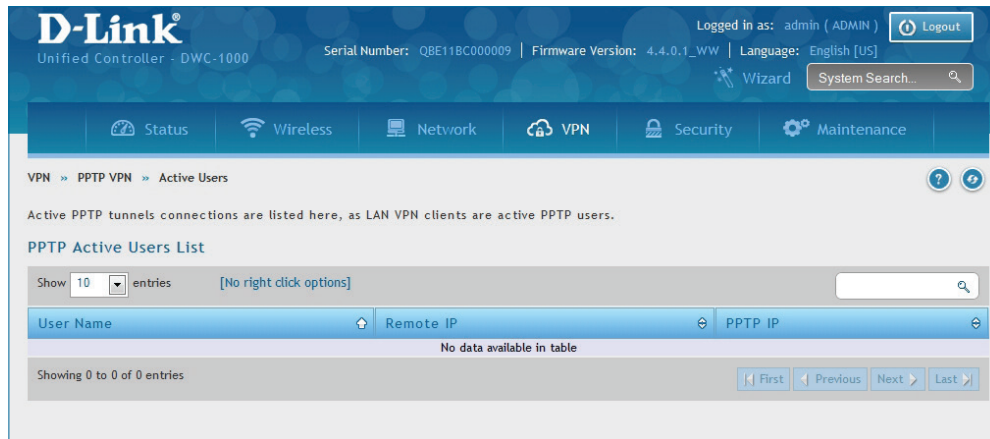 D-Link®
Logged in as: admin ( ADMIN ) Logout
Unified Controller - DWC-1000
Serial Number: QBE11BC000009 | Firmware Version: 4.4.0.1_WW | Language: English [US]
Wizard System Search...
Status Wireless Network VPN Security Maintenance
VPN » PPTP VPN » Active Users ?
Active PPTP tunnels connections are listed here, as LAN VPN clients are active PPTP users.
PPTP Active Users List
Show 10 entries [No right click options]
User Name Remote IP PPTP IP
No data available in table
Showing 0 to 0 of 0 entries First Previous Next Last